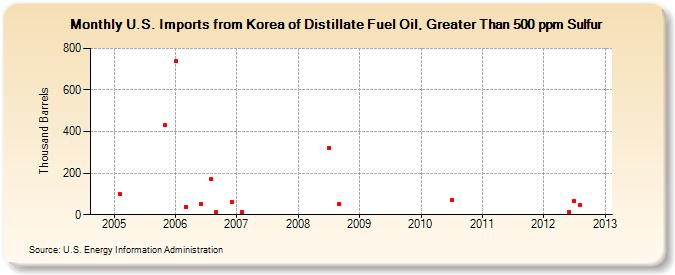 Monthly U.S. Imports from Korea of Distillate Fuel Oil, Greater Than 500 ppm Sulfur
Thousand Barrels
800
600
400
200
0
2005 2006 2007 2008 2009 2010 2011 2012 2013
Source: U.S. Energy Information Administration